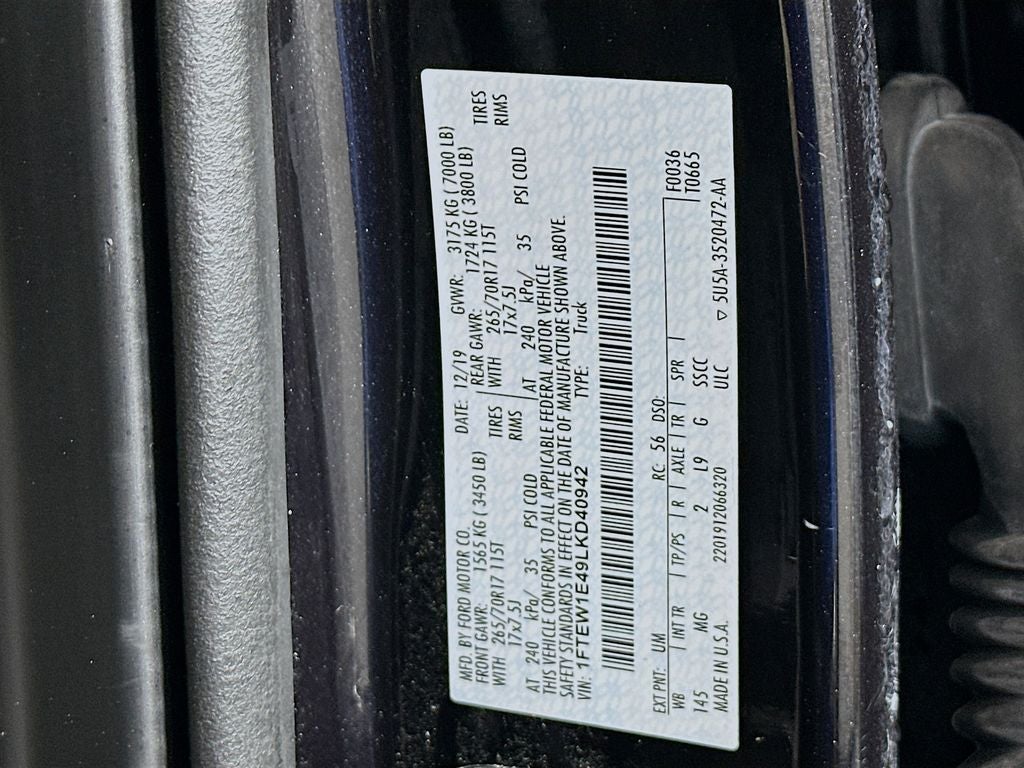 MFD. BY FORD MOTOR CO. DATE: 12/19 GVWR: 3175 KG ( 7000 LB)
FRONT GAWR: 1565 KG ( 3450 LB) REAR GAWR: 1724 KG ( 3800 LB)
WITH 265/70R17 115T TIRES WITH 265/70R17 115T TIRES
17x7.5J RIMS 17x7.5J RIMS
AT 240 kPa/ 35 PSI COLD AT 240 kPa/ 35 PSI COLD
THIS VEHICLE CONFORMS TO ALL APPLICABLE FEDERAL MOTOR VEHICLE
SAFETY STANDARDS IN EFFECT ON THE DATE OF MANUFACTURE SHOWN ABOVE.
VIN: 1FTEW1E49LKD40942 TYPE: Truck
EXT PNT: UM RC: 56 DSO: F0036
WB INT TR TP/PS R AXLE TR SPR T0665
145 MG 2 L9 G SSCC
MADE IN U.S.A. 2201912066320 ULC ▽ 5U5A-3520472-AA